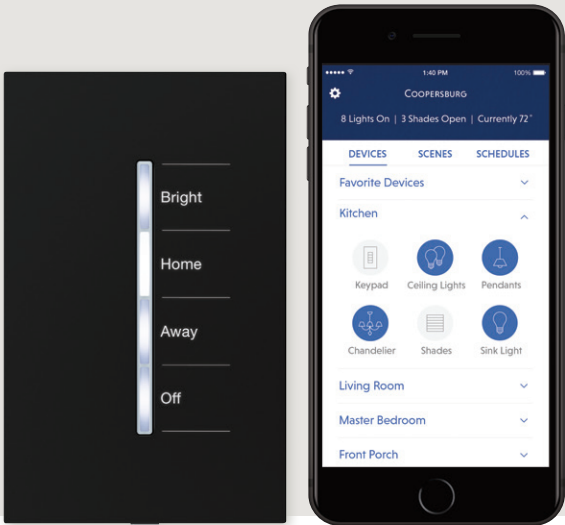 Bright
Home
Away
Off
1:40 PM
100%
COOPERSBURG
8 Lights On | 3 Shades Open | Currently 72°
DEVICES SCENES SCHEDULES
Favorite Devices
Kitchen
Keypad Ceiling Lights Pendants
Chandelier Shades Sink Light
Living Room
Master Bedroom
Front Porch